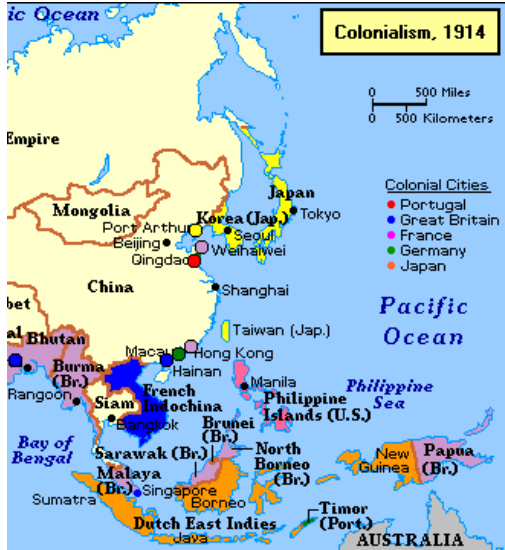 ic Ocean
Colonialism, 1914
0 500 Miles
0 500 Kilometers
Empire
Colonial Cities
Portugal
Great Britain
France
Germany
Japan
Mongolia
Japan
Tokyo
Port Arthur
Korea (Jap.)
Seoul
Beijing
Weihaiwei
Qingdao
China
Shanghai
Pacific
Ocean
bet
al
Bhutan
Taiwan (Jap.)
Macau
Hong Kong
Burma
(Br.)
Hainan
Rangoon
French
Indochina
Manila
Philippine
Sea
Siam
Philippine
Islands (U.S.)
Bangkok
Brunei
(Br.)
Bay of
Bengal
Sarawak (Br.)
North
Borneo
(Br.)
New
Guinea
Papua
(Br.)
Malaya
(Br.)
Singapore
Borneo
Sumatra
Timor
(Port.)
Dutch East Indies
Java
AUSTRALIA